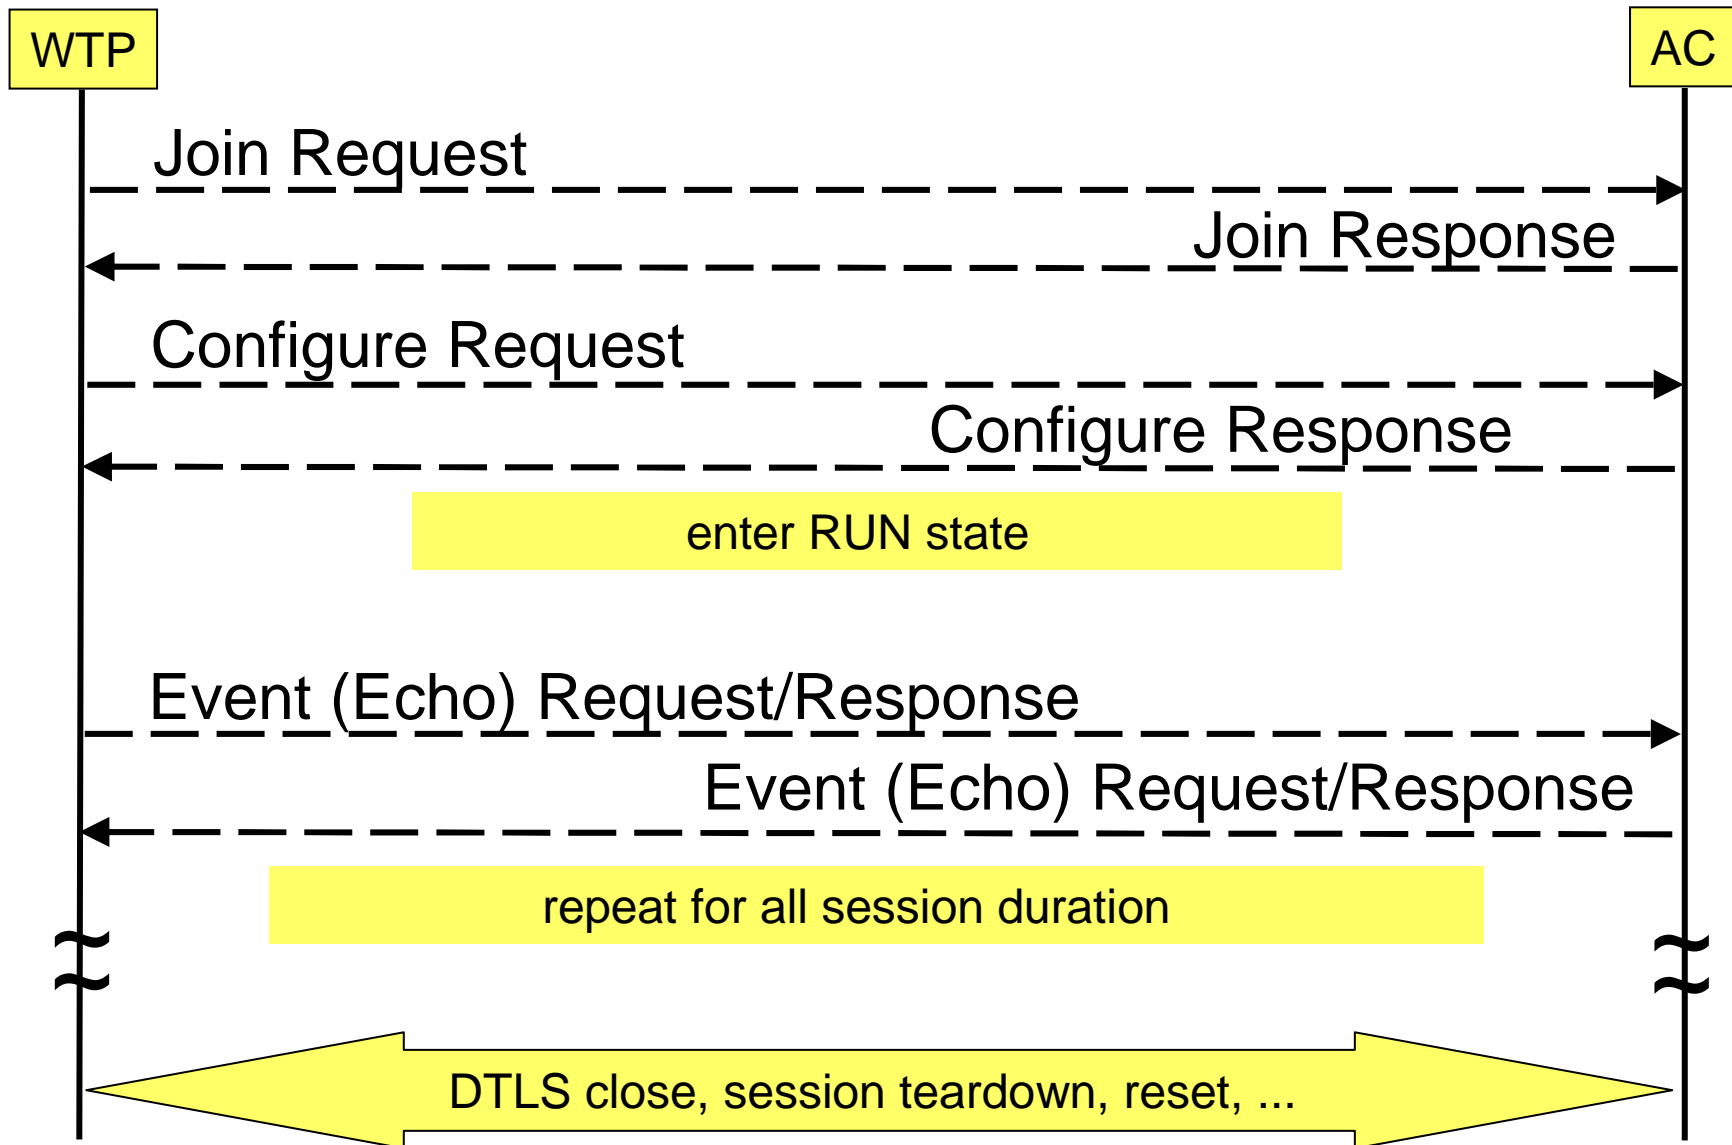 WTP
AC
Join Request
Join Response
Configure Request
Configure Response
enter RUN state
Event (Echo) Request/Response
Event (Echo) Request/Response
repeat for all session duration
DTLS close, session teardown, reset, ...